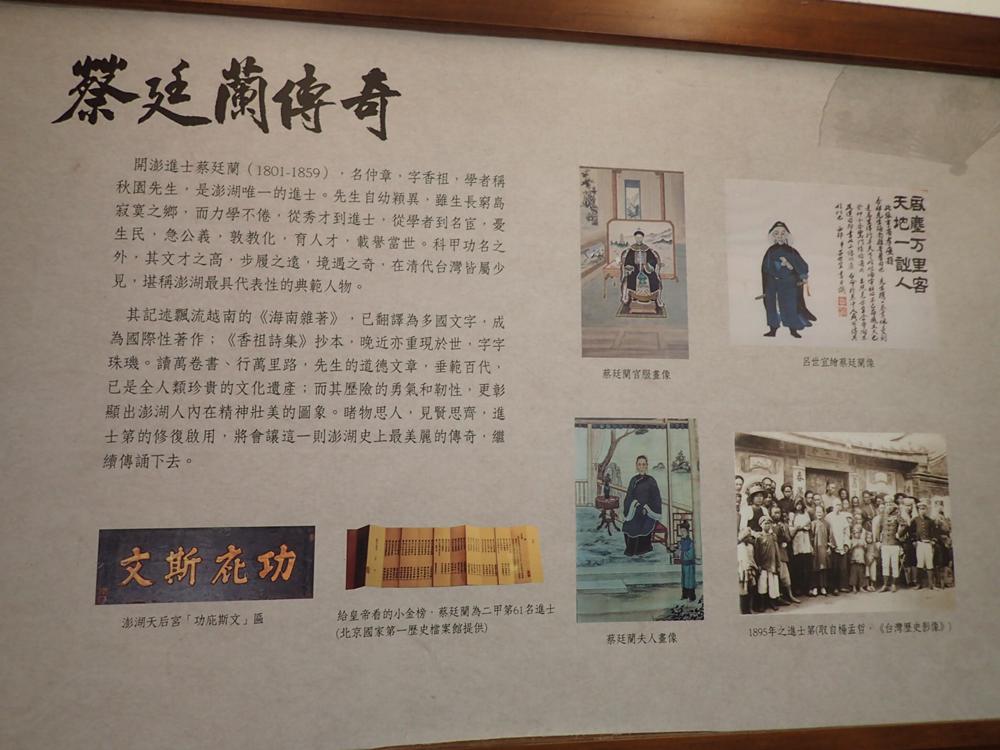 蔡廷蘭傳奇
開澎進士蔡廷蘭（1801-1859），名仲章，字香祖，學者稱
秋園先生，是澎湖唯一的進士。先生自幼穎異，雖生長窮島
寂寞之鄉，而力學不倦，從秀才到進士，從學者到名宦，憂
生民，急公義，敦教化，育人才，載譽當世。科甲功名之
外，其文才之高，步履之遠，境遇之奇，在清代台灣皆屬少
見，堪稱澎湖最具代表性的典範人物。
其記述飄流越南的《海南雜著》，已翻譯為多國文字，成
為國際性著作；《香祖詩集》抄本，晚近亦重現於世，字字
珠璣。讀萬卷書、行萬里路，先生的道德文章，垂範百代，
已是全人類珍貴的文化遺產；而其歷險的勇氣和韌性，更彰
顯出澎湖人內在精神壯美的圖象。睹物思人，見賢思齊，進
士第的修復啟用，將會讓這一則澎湖史上最美麗的傳奇，繼
續傳誦下去。
文斯庇功
澎湖天后宮「功庇斯文」匾
給皇帝看的小金榜，蔡廷蘭為二甲第61名進士
(北京國家第一歷史檔案館提供)
蔡廷蘭官服畫像
風塵万里客
天地一詩人
呂世宜繪蔡廷蘭像
蔡廷蘭夫人畫像
春
1895年之進士第(取自楊孟哲，《台灣歷史影像》)